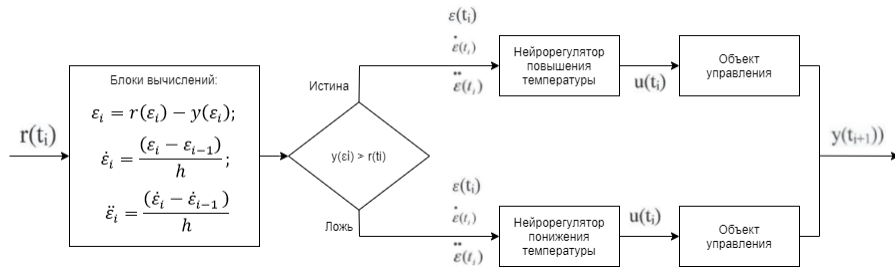 r(tᵢ)
Блоки вычислений:
εᵢ = r(εᵢ) − y(εᵢ);
ε̇ᵢ = (εᵢ − εᵢ₋₁) / h;
ε̈ᵢ = (ε̇ᵢ − ε̇ᵢ₋₁) / h
Истина
y(εi) > r(ti)
Ложь
ε(tᵢ)
ε̇(tᵢ)
ε̈(tᵢ)
Нейрорегулятор
повышения
температуры
u(tᵢ)
Объект
управления
ε(tᵢ)
ε̇(tᵢ)
ε̈(tᵢ)
Нейрорегулятор
понижения
температуры
u(tᵢ)
Объект
управления
y(tᵢ₊₁))